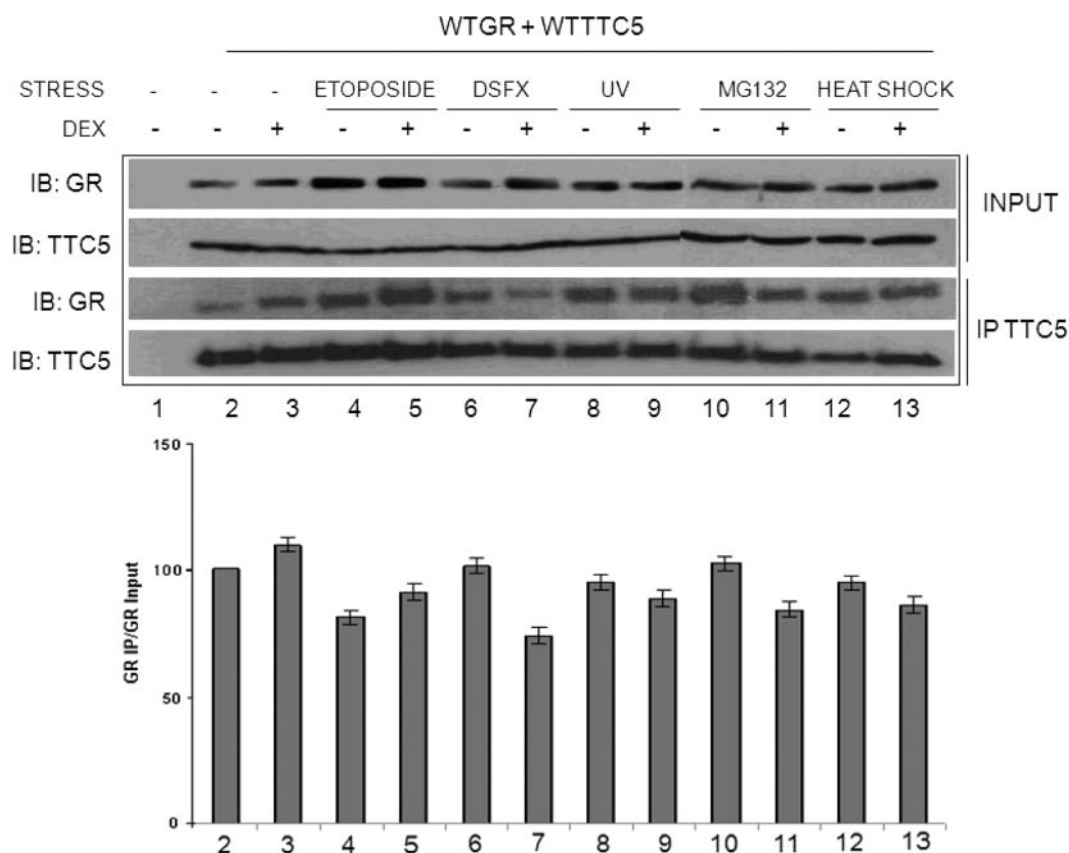 WTGR + WTTTC5
STRESS - - - ETOPOSIDE DSFX UV MG132 HEAT SHOCK
DEX - - + - + - + - + - + - +
IB: GR
IB: TTC5
INPUT
IB: GR
IB: TTC5
IP TTC5
1 2 3 4 5 6 7 8 9 10 11 12 13
150
100
50
0
GR IP/GR Input
2 3 4 5 6 7 8 9 10 11 12 13